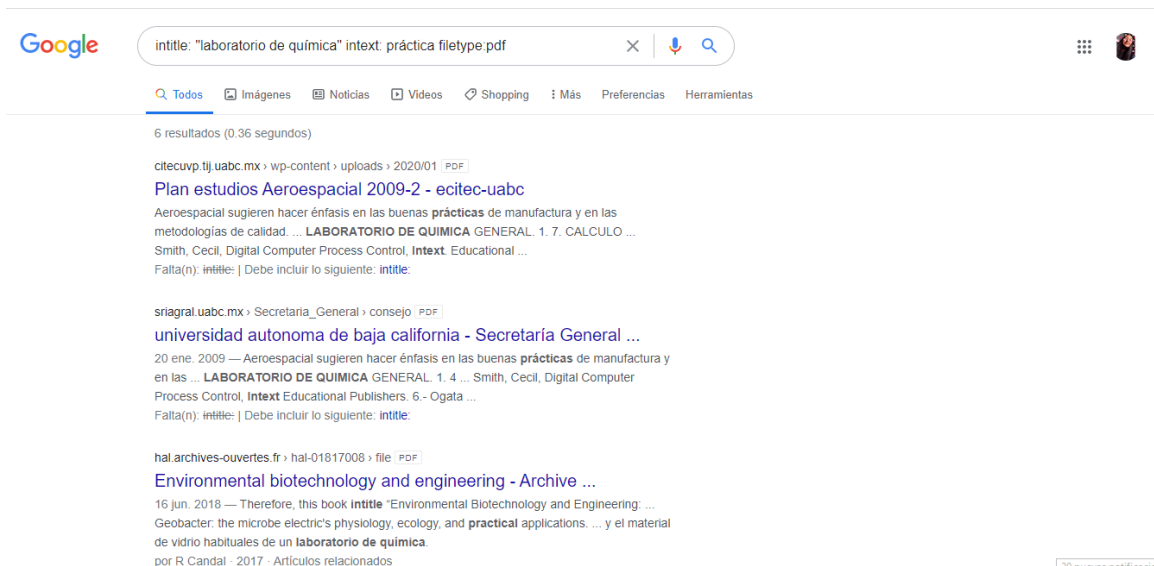 Google
intitle: "laboratorio de química" intext: práctica filetype:pdf
Todos Imágenes Noticias Videos Shopping Más Preferencias Herramientas
6 resultados (0.36 segundos)
citecuvp.tij.uabc.mx › wp-content › uploads › 2020/01 PDF
Plan estudios Aeroespacial 2009-2 - ecitec-uabc
Aeroespacial sugieren hacer énfasis en las buenas prácticas de manufactura y en las
metodologías de calidad. ... LABORATORIO DE QUIMICA GENERAL. 1. 7. CALCULO ...
Smith, Cecil, Digital Computer Process Control, Intext. Educational ...
Falta(n): intitle: | Debe incluir lo siguiente: intitle:
sriagral.uabc.mx › Secretaria_General › consejo PDF
universidad autonoma de baja california - Secretaría General ...
20 ene. 2009 — Aeroespacial sugieren hacer énfasis en las buenas prácticas de manufactura y
en las ... LABORATORIO DE QUIMICA GENERAL. 1. 4 ... Smith, Cecil, Digital Computer
Process Control, Intext Educational Publishers. 6.- Ogata ...
Falta(n): intitle: | Debe incluir lo siguiente: intitle:
hal.archives-ouvertes.fr › hal-01817008 › file PDF
Environmental biotechnology and engineering - Archive ...
16 jun. 2018 — Therefore, this book intitle “Environmental Biotechnology and Engineering: ...
Geobacter: the microbe electric's physiology, ecology, and practical applications. ... y el material
de vidrio habituales de un laboratorio de química.
por R Candal · 2017 · Artículos relacionados